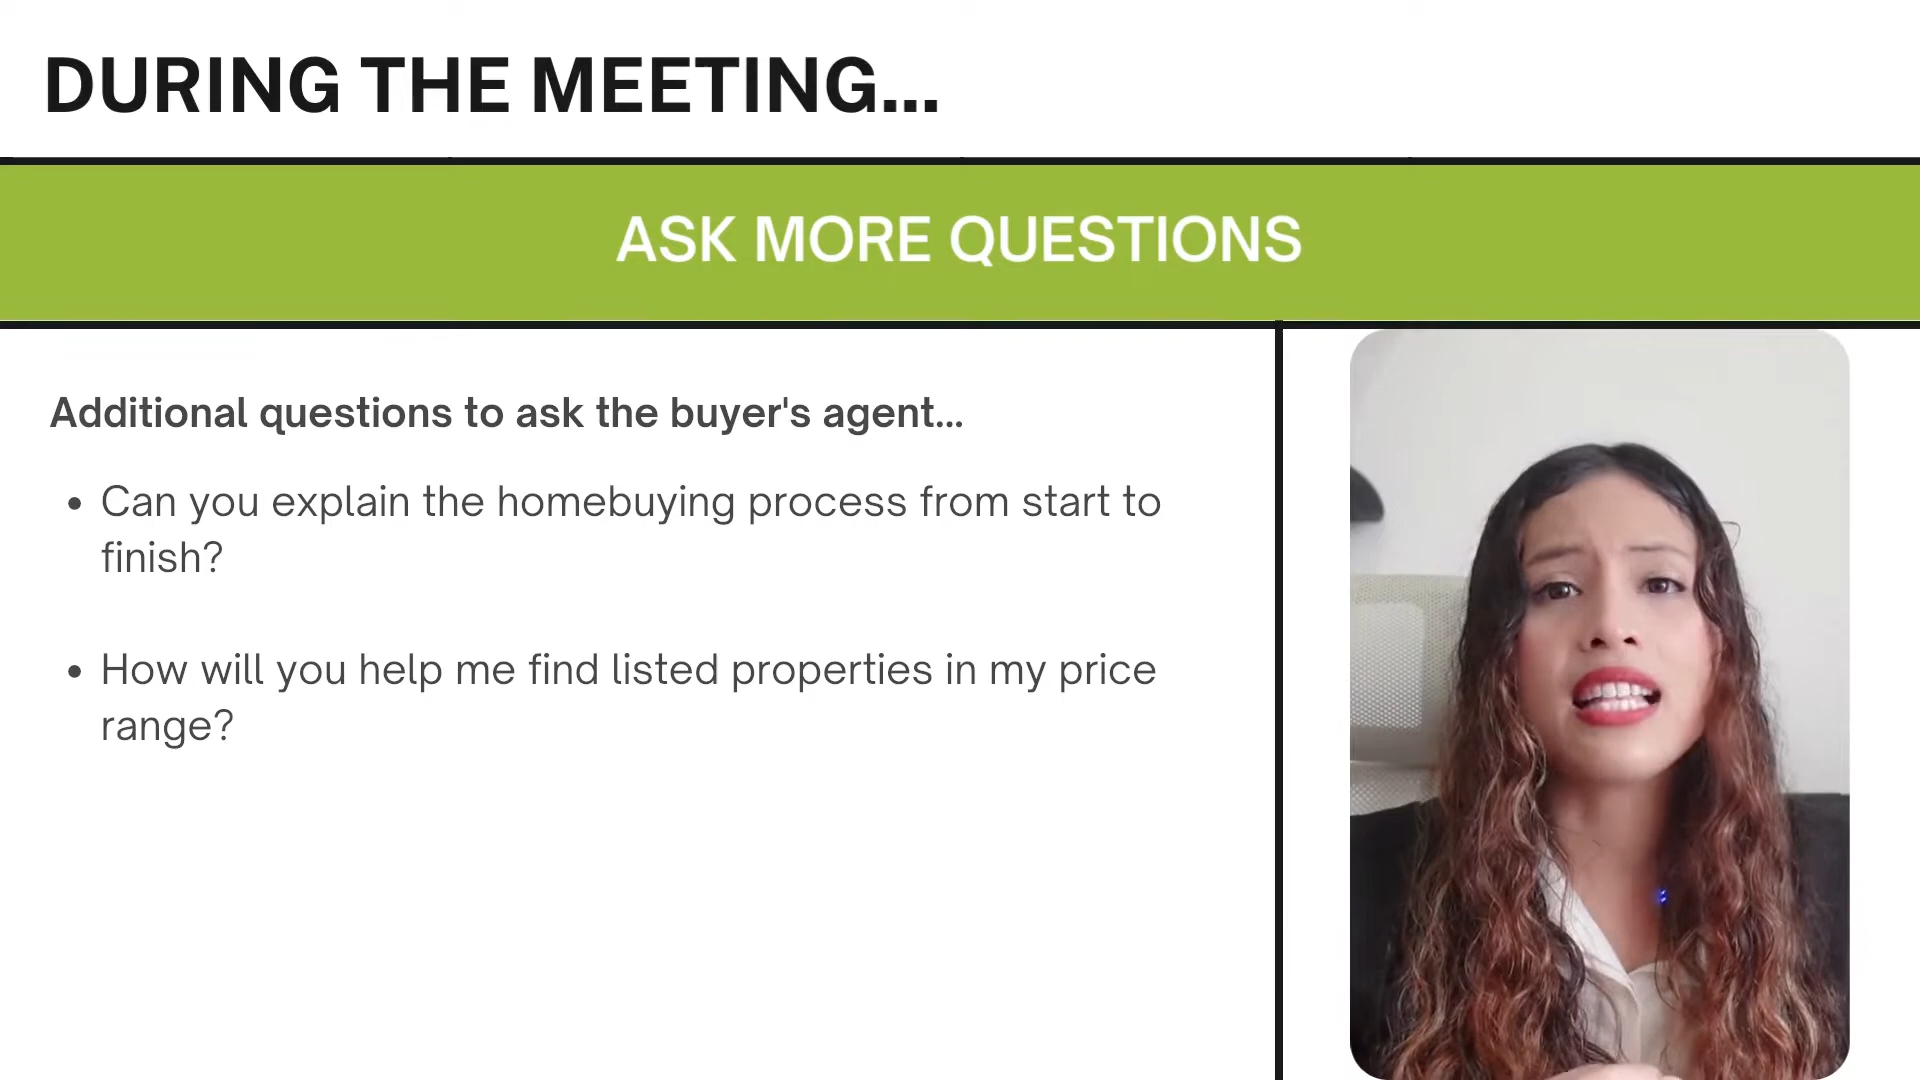 DURING THE MEETING...
ASK MORE QUESTIONS
Additional questions to ask the buyer's agent...
• Can you explain the homebuying process from start to
finish?
• How will you help me find listed properties in my price
range?